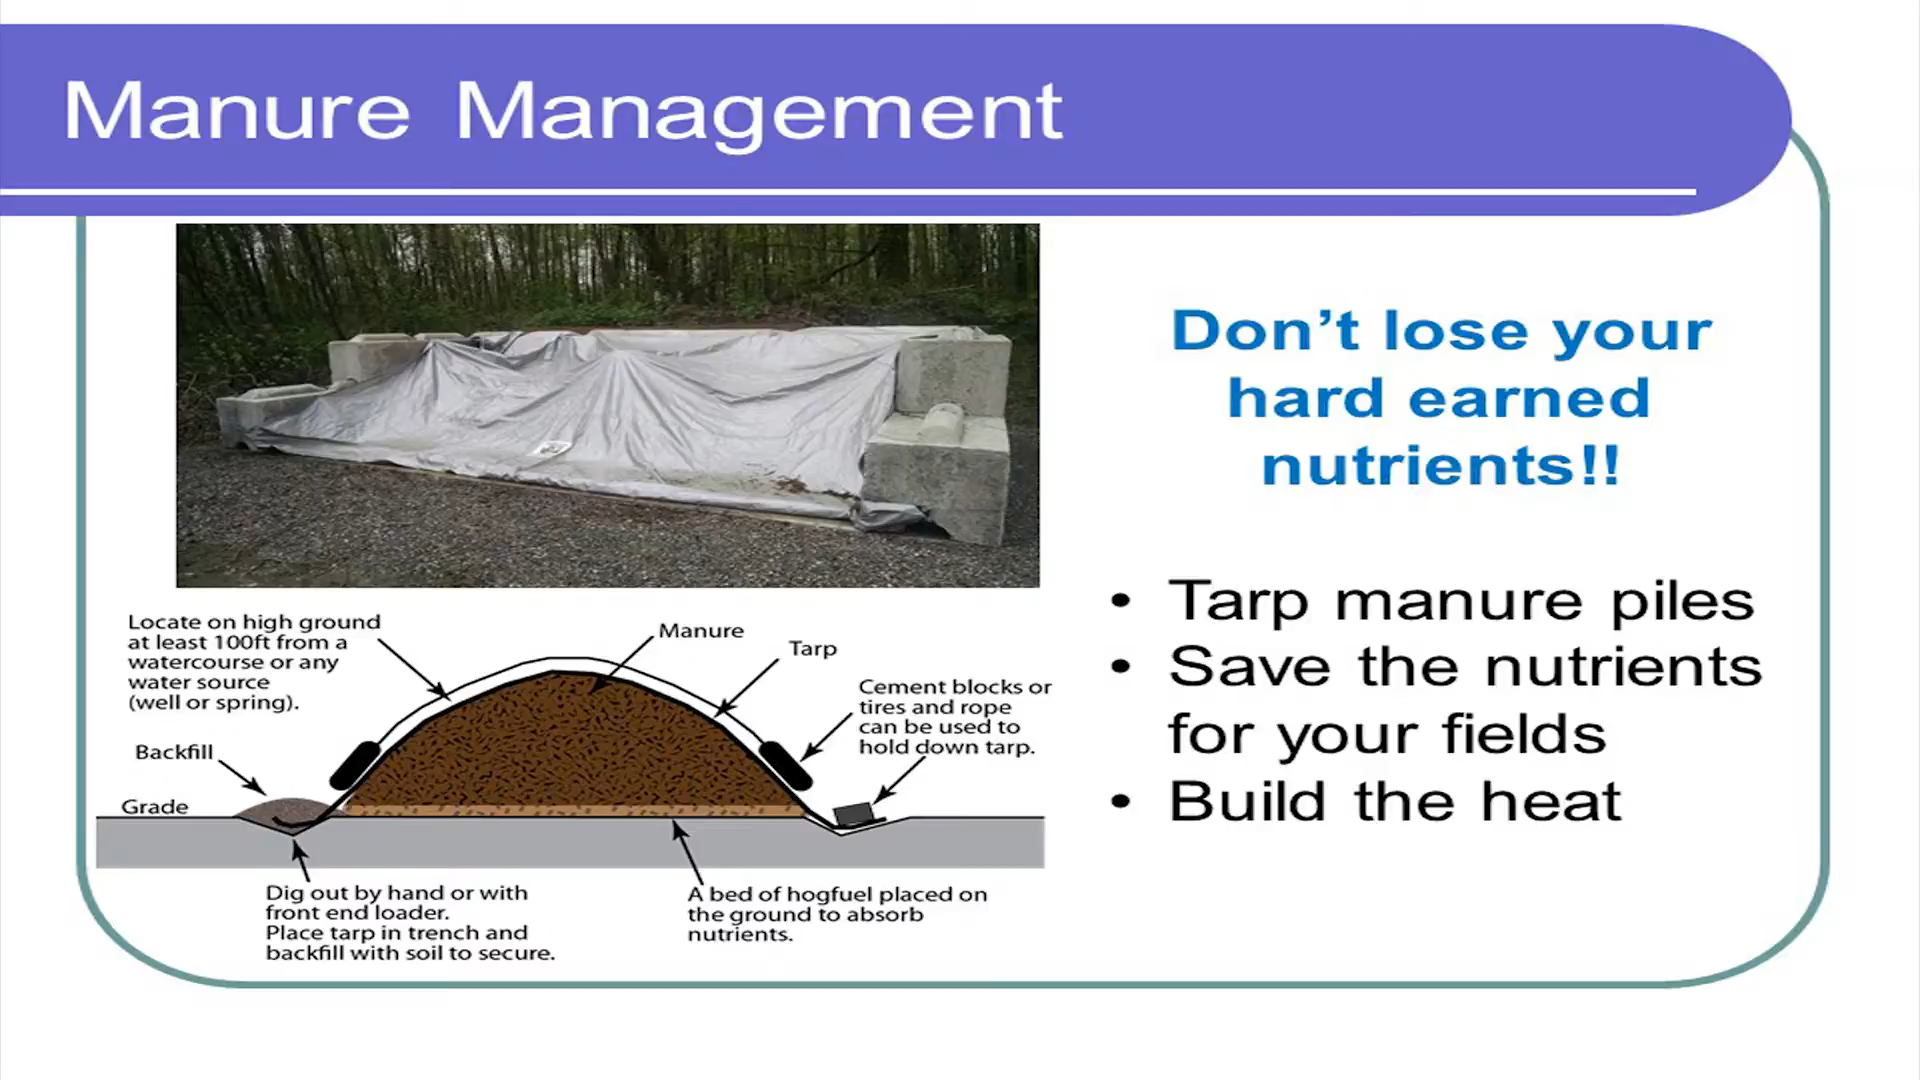 Manure Management
Don’t lose your
hard earned
nutrients!!
• Tarp manure piles
• Save the nutrients
for your fields
• Build the heat
Locate on high ground
at least 100ft from a
watercourse or any
water source
(well or spring).
Manure
Tarp
Cement blocks or
tires and rope
can be used to
hold down tarp.
Backfill
Grade
Dig out by hand or with
front end loader.
Place tarp in trench and
backfill with soil to secure.
A bed of hogfuel placed on
the ground to absorb
nutrients.